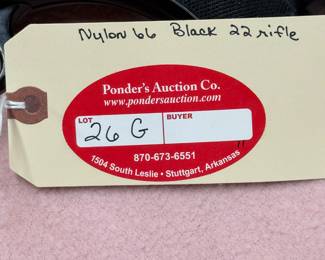 Nylon 66 Black 22 rifle
Ponder's Auction Co.
www.pondersauction.com
LOT BUYER
26 G
870-673-6551
1504 South Leslie • Stuttgart, Arkansas